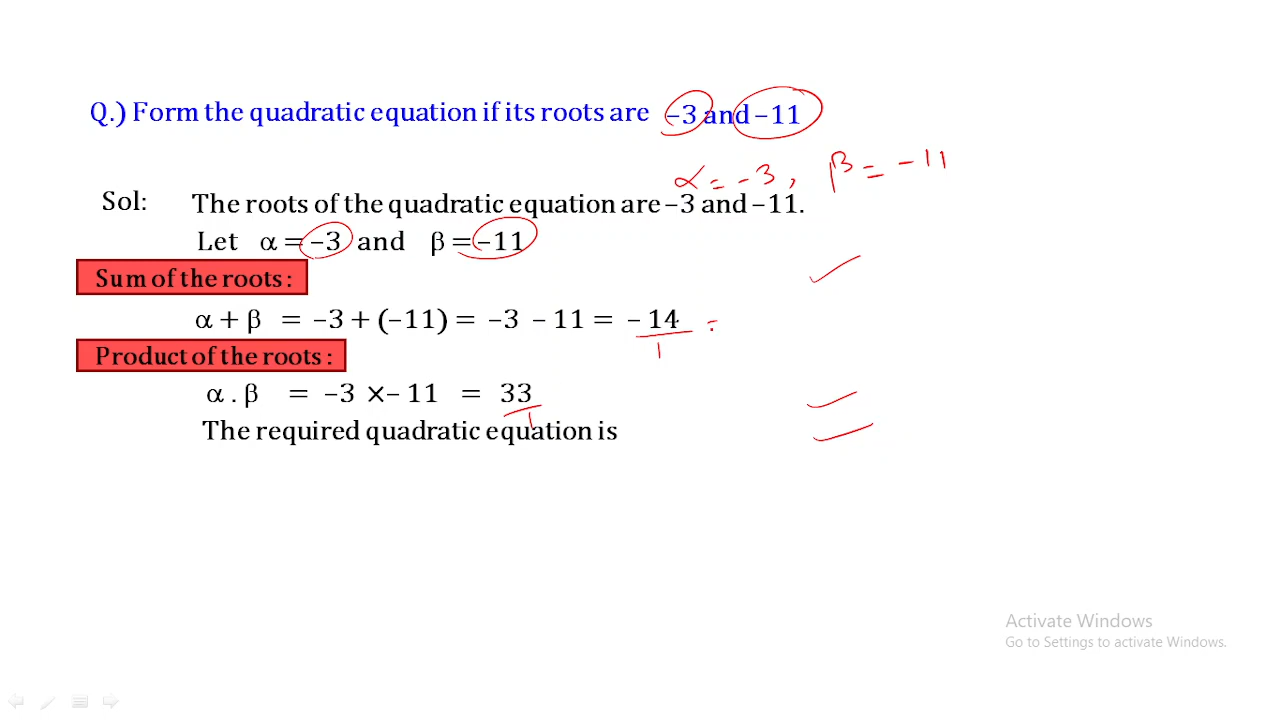 Q.) Form the quadratic equation if its roots are –3 and –11
α = -3, β = -11
Sol: The roots of the quadratic equation are –3 and –11.
Let α = –3 and β = –11
Sum of the roots :
α + β = –3 + (–11) = –3 – 11 = – 14 =
1
Product of the roots :
α . β = –3 ×– 11 = 33
1
The required quadratic equation is
Activate Windows
Go to Settings to activate Windows.